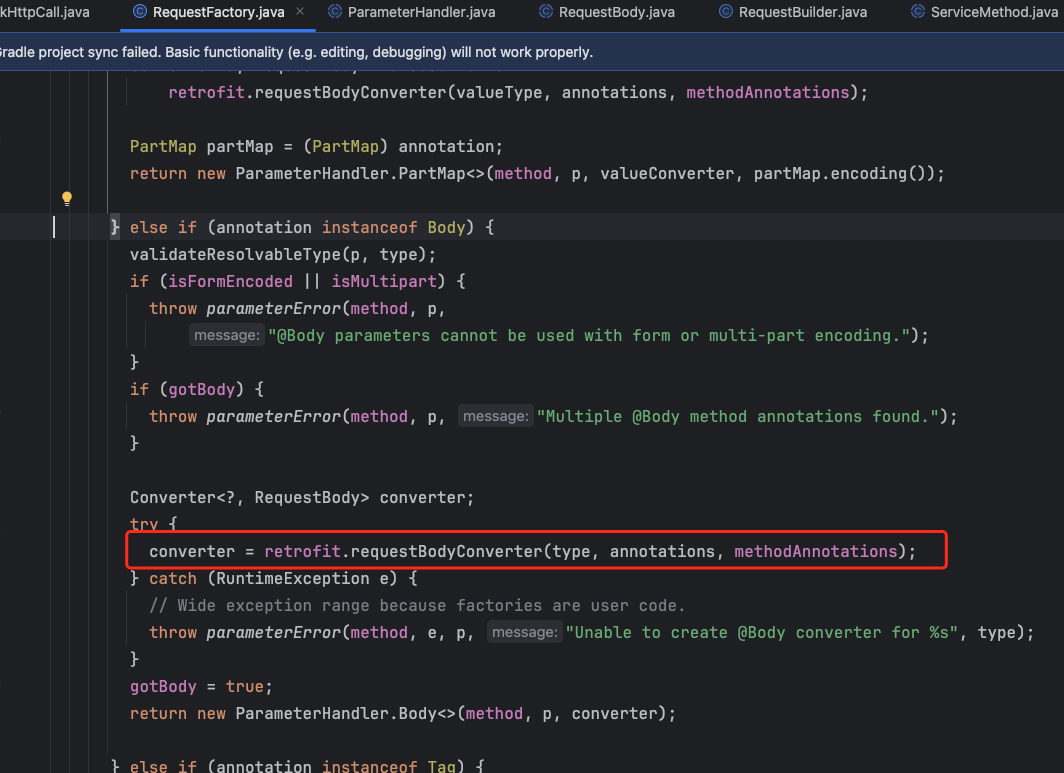 kHttpCall.java RequestFactory.java × ParameterHandler.java RequestBody.java RequestBuilder.java ServiceMethod.java
Gradle project sync failed. Basic functionality (e.g. editing, debugging) will not work properly.
retrofit.requestBodyConverter(valueType, annotations, methodAnnotations);
PartMap partMap = (PartMap) annotation;
return new ParameterHandler.PartMap<>(method, p, valueConverter, partMap.encoding());
} else if (annotation instanceof Body) {
validateResolvableType(p, type);
if (isFormEncoded || isMultipart) {
throw parameterError(method, p,
message: "@Body parameters cannot be used with form or multi-part encoding.");
}
if (gotBody) {
throw parameterError(method, p, message: "Multiple @Body method annotations found.");
}
Converter<?, RequestBody> converter;
try {
converter = retrofit.requestBodyConverter(type, annotations, methodAnnotations);
} catch (RuntimeException e) {
// Wide exception range because factories are user code.
throw parameterError(method, e, p, message: "Unable to create @Body converter for %s", type);
}
gotBody = true;
return new ParameterHandler.Body<>(method, p, converter);
} else if (annotation instanceof Tag) {